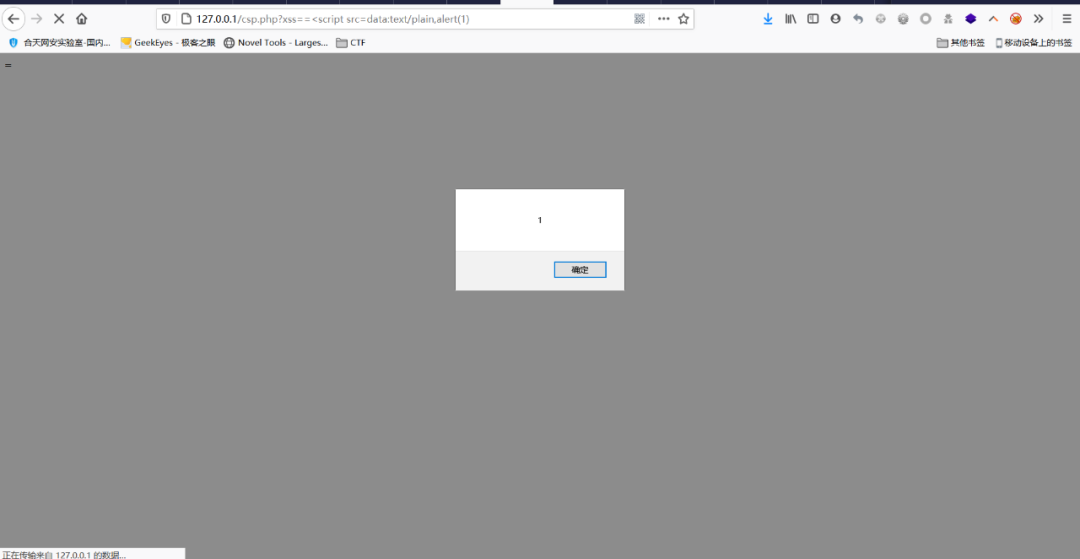 127.0.0.1/csp.php?xss==<script src=data:text/plain,alert(1)
合天网安实验室-国内... GeekEyes - 极客之眼 Novel Tools - Larges... CTF 其他书签 移动设备上的书签
=
1
确定
正在传输来自 127.0.0.1 的数据...